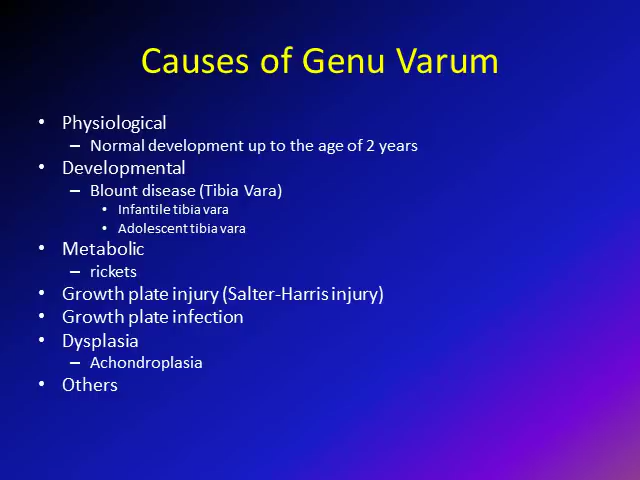 Causes of Genu Varum
• Physiological
– Normal development up to the age of 2 years
• Developmental
– Blount disease (Tibia Vara)
• Infantile tibia vara
• Adolescent tibia vara
• Metabolic
– rickets
• Growth plate injury (Salter-Harris injury)
• Growth plate infection
• Dysplasia
– Achondroplasia
• Others